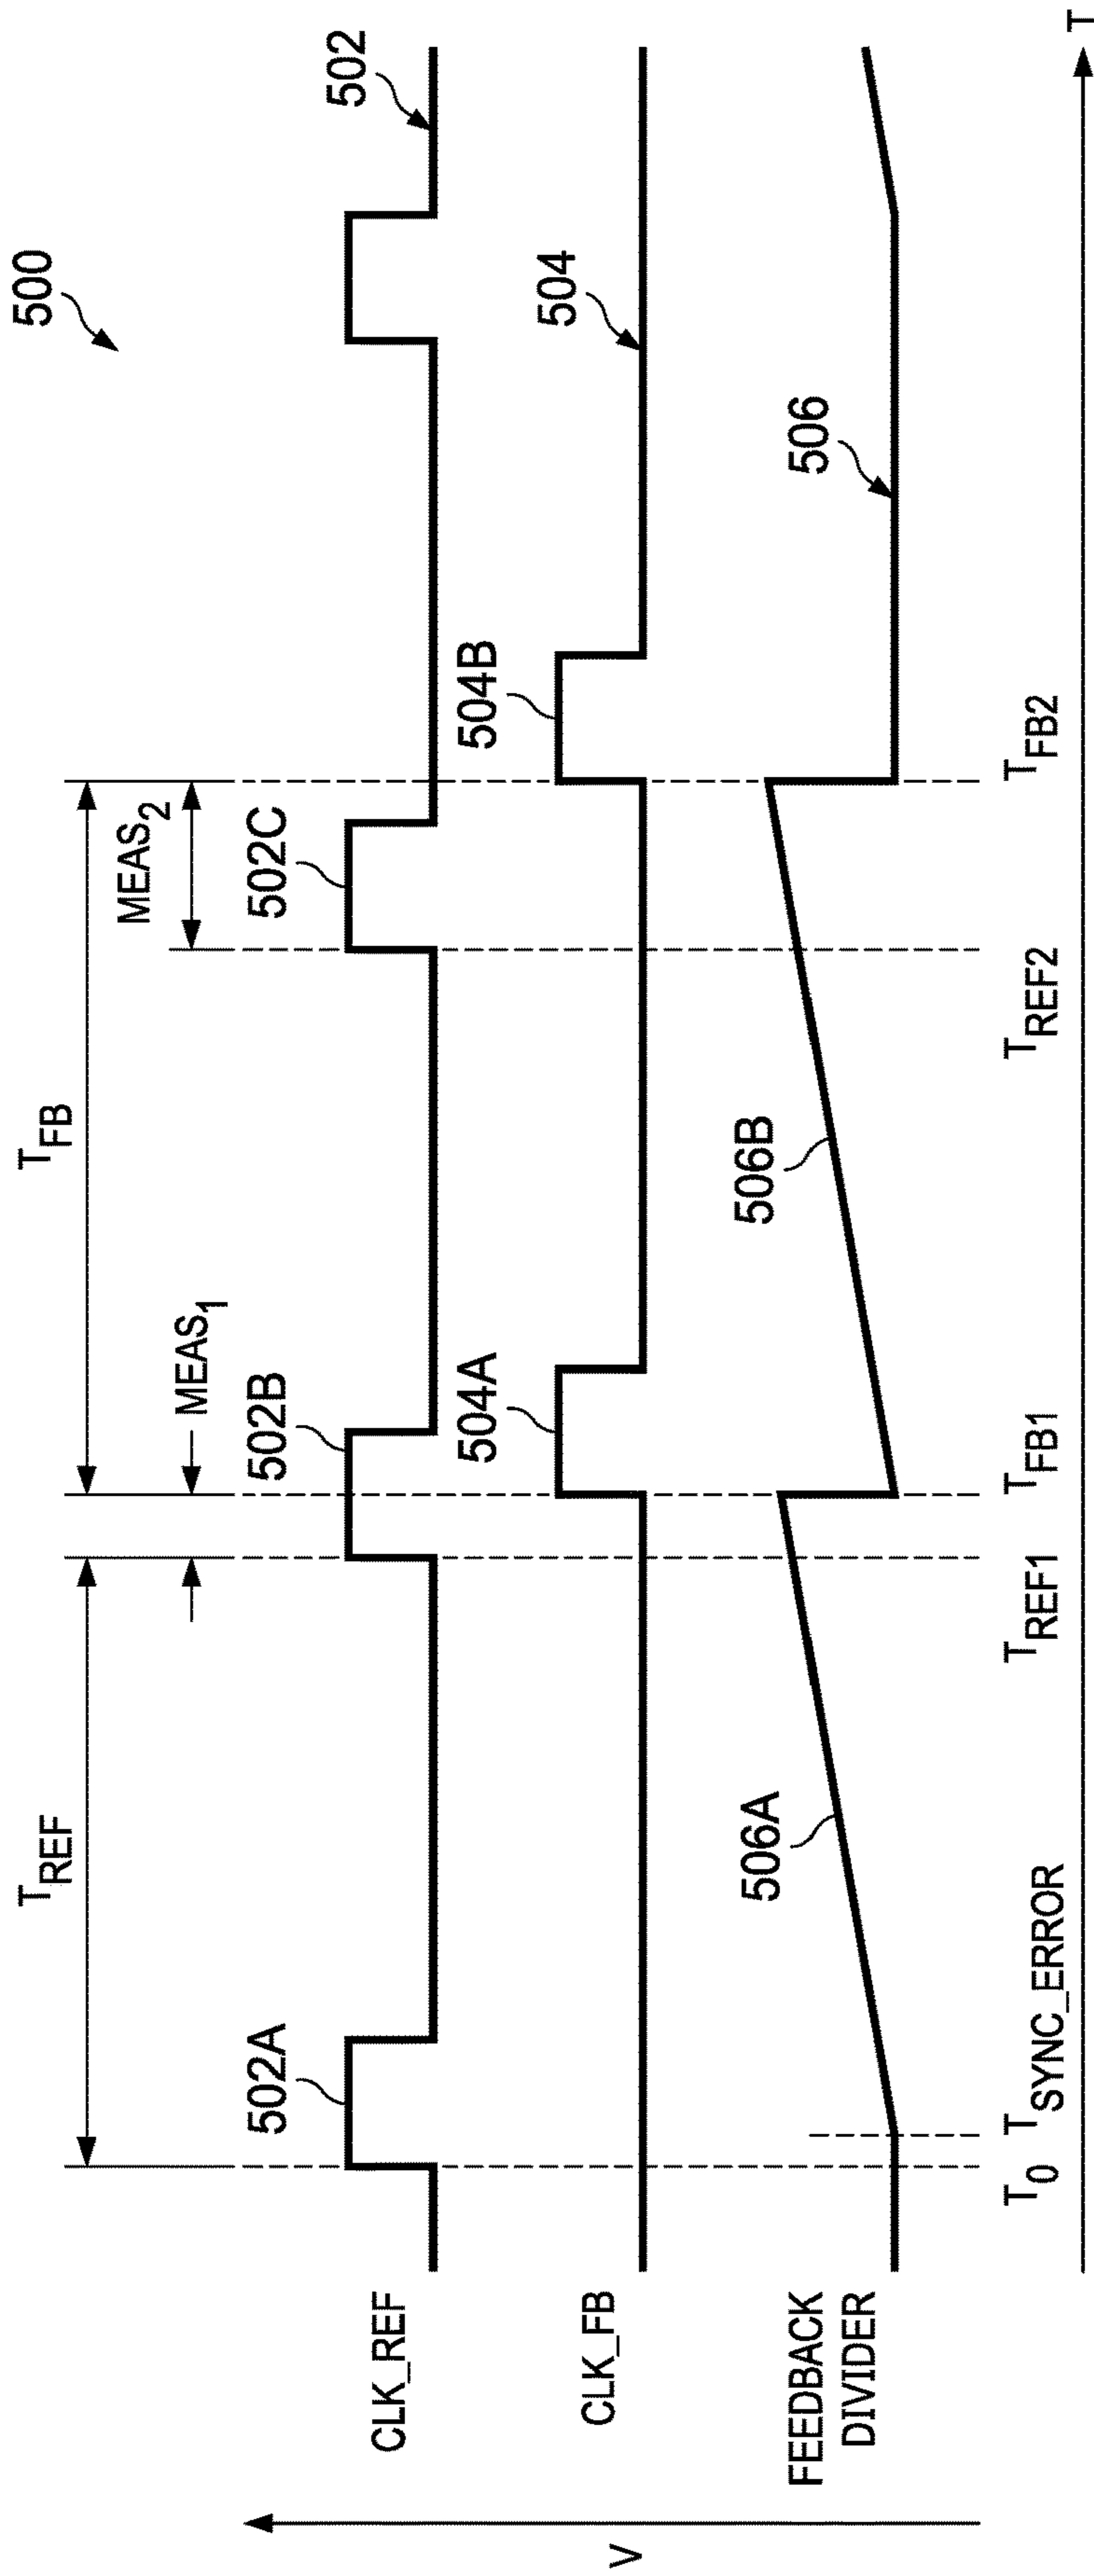 500
T_REF
T_FB
MEAS_1
MEAS_2
502A
502B
502C
502
CLK_REF
504A
504B
504
CLK_FB
506A
506B
506
FEEDBACK
DIVIDER
V
T_0
T_SYNC_ERROR
T_REF1
T_FB1
T_REF2
T_FB2
T